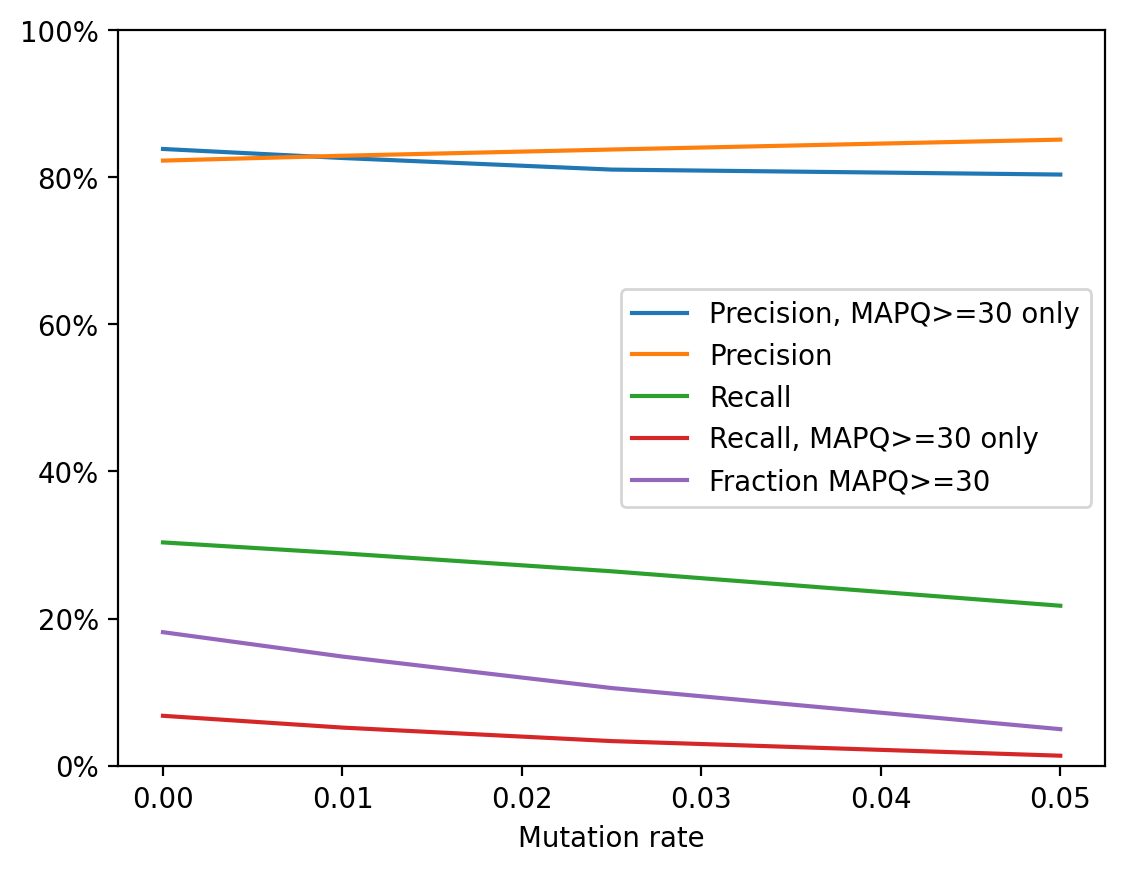 100%
80%
60%
40%
20%
0%
Precision, MAPQ>=30 only
Precision
Recall
Recall, MAPQ>=30 only
Fraction MAPQ>=30
0.00 0.01 0.02 0.03 0.04 0.05
Mutation rate